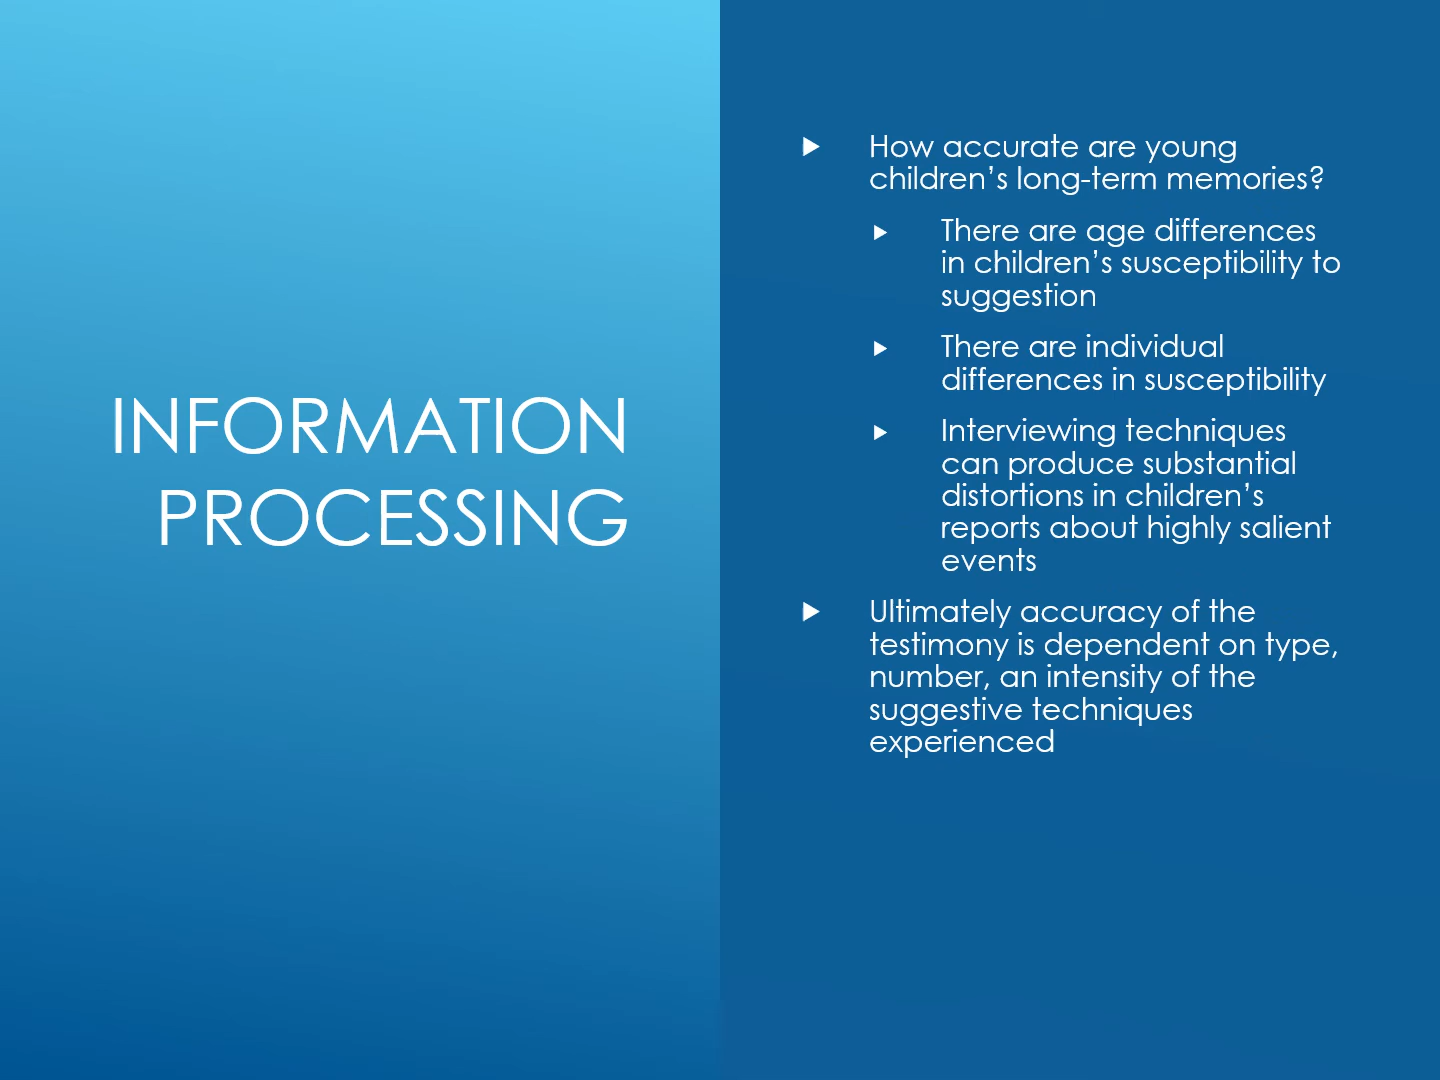 INFORMATION
PROCESSING
How accurate are young
children’s long-term memories?
There are age differences
in children’s susceptibility to
suggestion
There are individual
differences in susceptibility
Interviewing techniques
can produce substantial
distortions in children’s
reports about highly salient
events
Ultimately accuracy of the
testimony is dependent on type,
number, an intensity of the
suggestive techniques
experienced